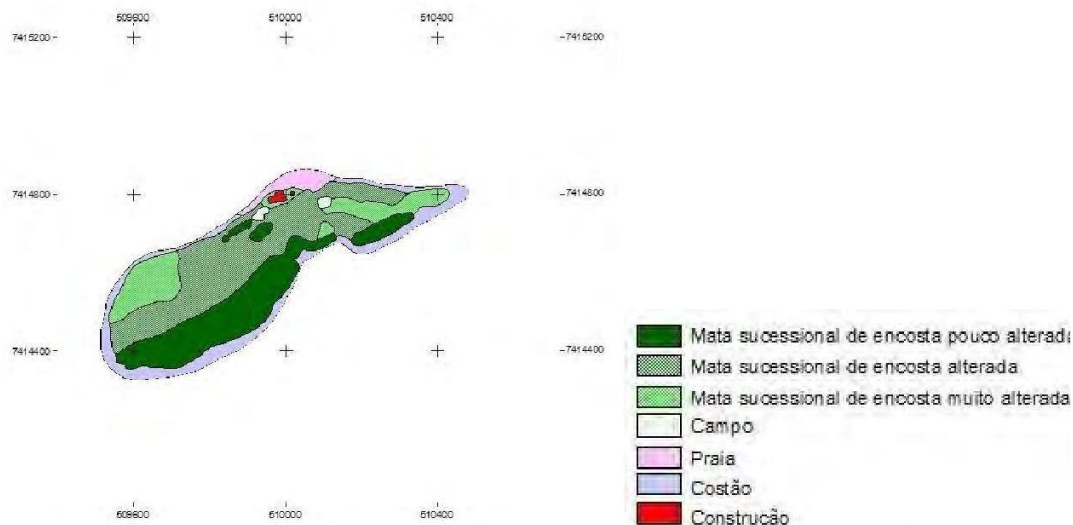 509600 510000 510400
7415200 7415200
7414800 7414800
7414400 7414400
509600 510000 510400
Mata sucessional de encosta pouco alterada
Mata sucessional de encosta alterada
Mata sucessional de encosta muito alterada
Campo
Praia
Costão
Construção